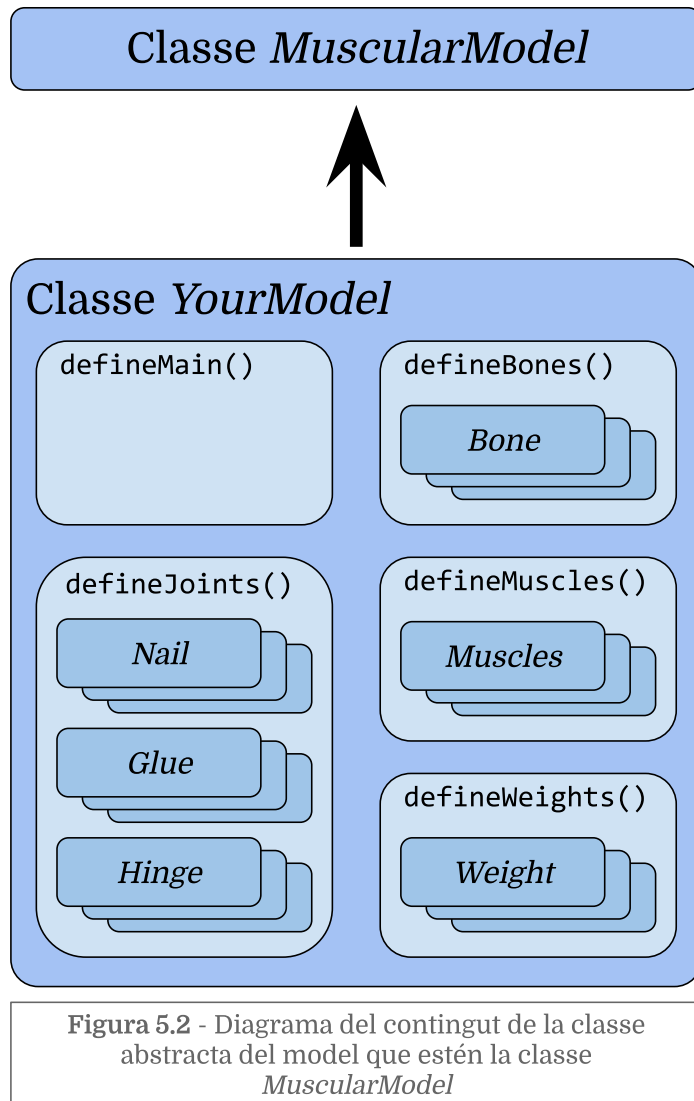 Classe MuscularModel
Classe YourModel
defineMain()
defineBones()
Bone
defineJoints()
Nail
Glue
Hinge
defineMuscles()
Muscles
defineWeights()
Weight
Figura 5.2 - Diagrama del contingut de la classe
abstracta del model que estén la classe
MuscularModel